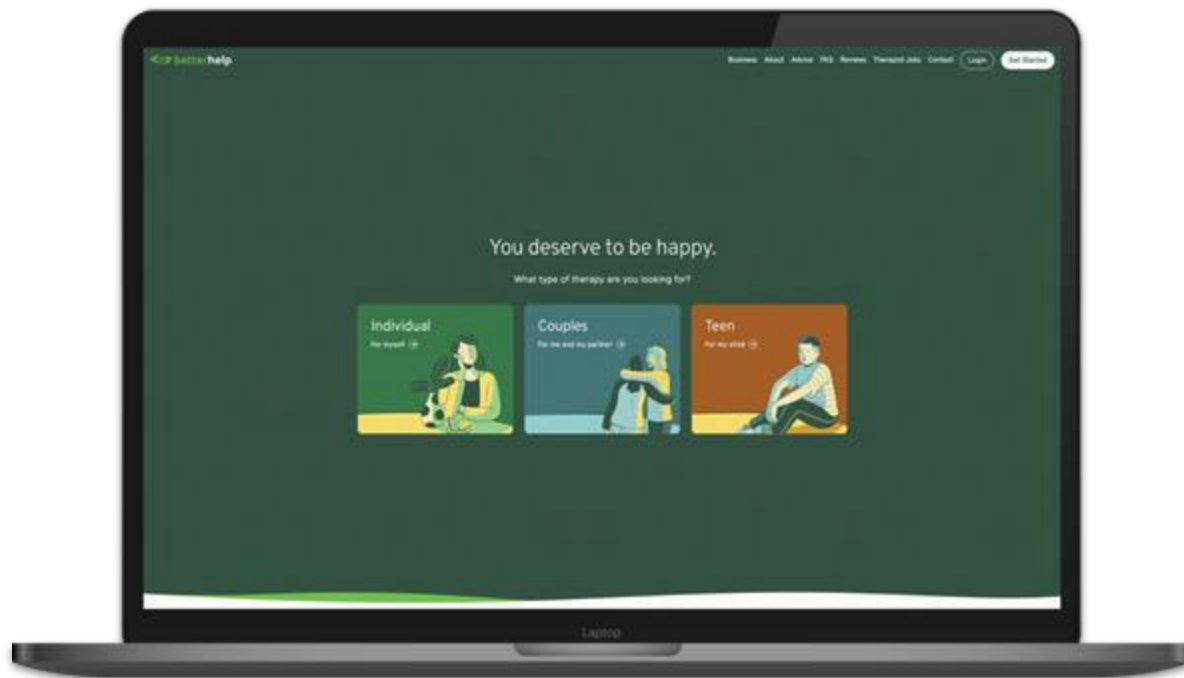 betterhelp
Business About Advice FAQ Reviews Therapist Jobs Contact Login Get Started
You deserve to be happy.
What type of therapy are you looking for?
Individual
For myself
Couples
For me and my partner
Teen
For my child
Laptop